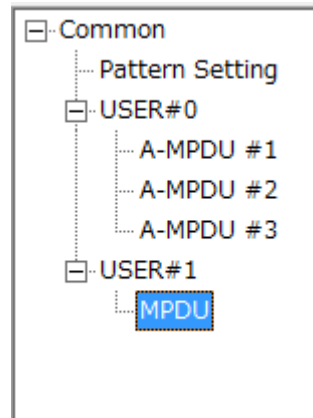 Common
Pattern Setting
USER#0
A-MPDU #1
A-MPDU #2
A-MPDU #3
USER#1
MPDU